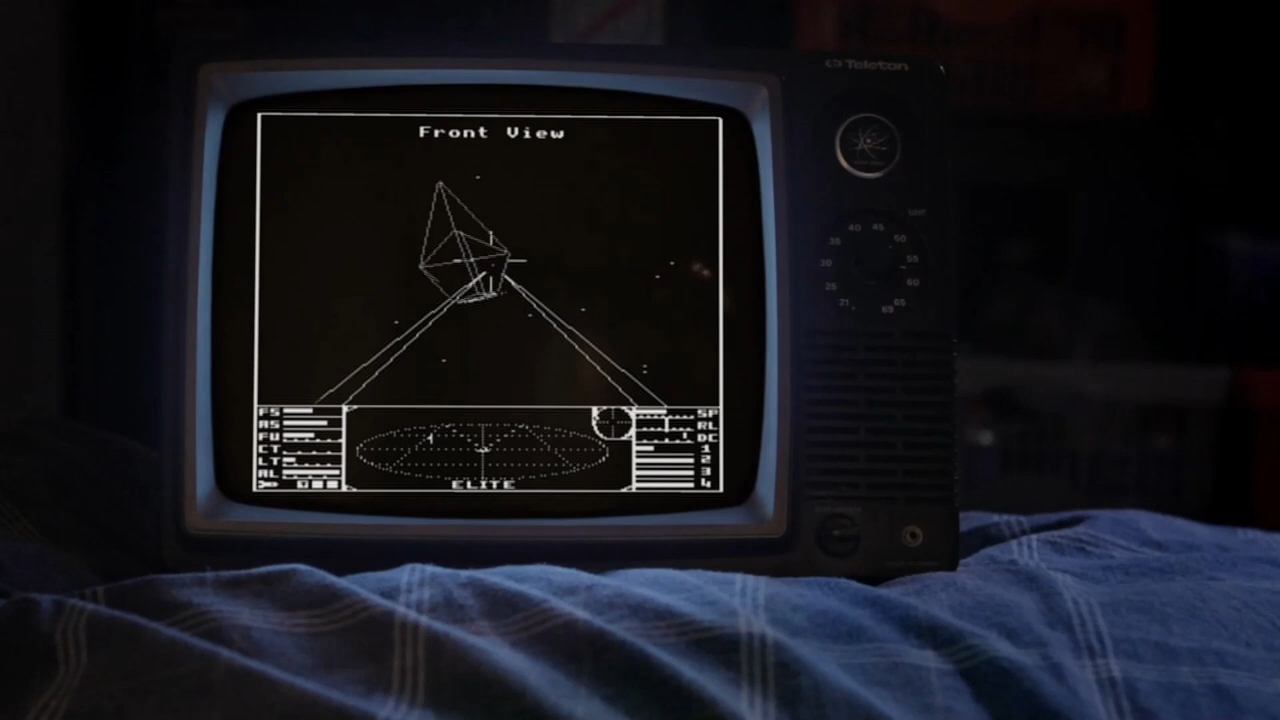 Teleton
Front View
40 45
35 50
30 55
25 60
21 65
69
FS SP
AS RL
FU DC
CT 1
LT 2
AL 3
4
ELITE